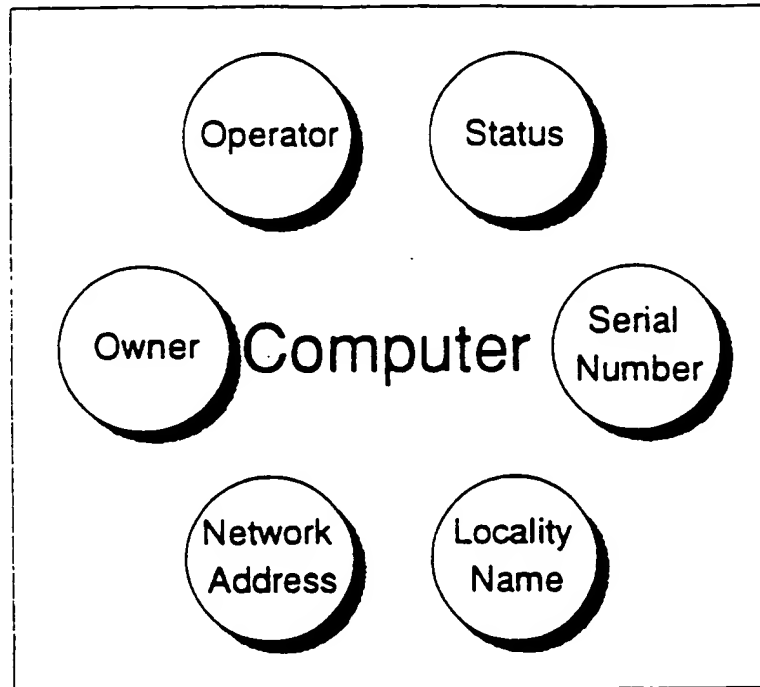 Operator
Status
Owner
Computer
Serial
Number
Network
Address
Locality
Name